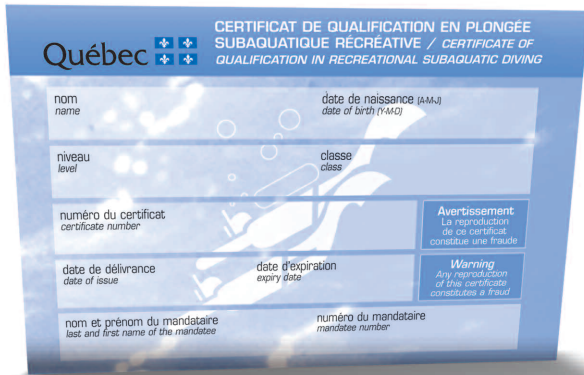 CERTIFICAT DE QUALIFICATION EN PLONGÉE
SUBAQUATIQUE RÉCRÉATIVE / CERTIFICATE OF
QUALIFICATION IN RECREATIONAL SUBAQUATIC DIVING
Québec
nom
name
date de naissance (A-M-J)
date of birth (Y-M-D)
niveau
level
classe
class
numéro du certificat
certificate number
Avertissement
La reproduction
de ce certificat
constitue une fraude
date de délivrance
date of issue
date d'expiration
expiry date
Warning
Any reproduction
of this certificate
constitutes a fraud
nom et prénom du mandataire
last and first name of the mandatee
numéro du mandataire
mandatee number